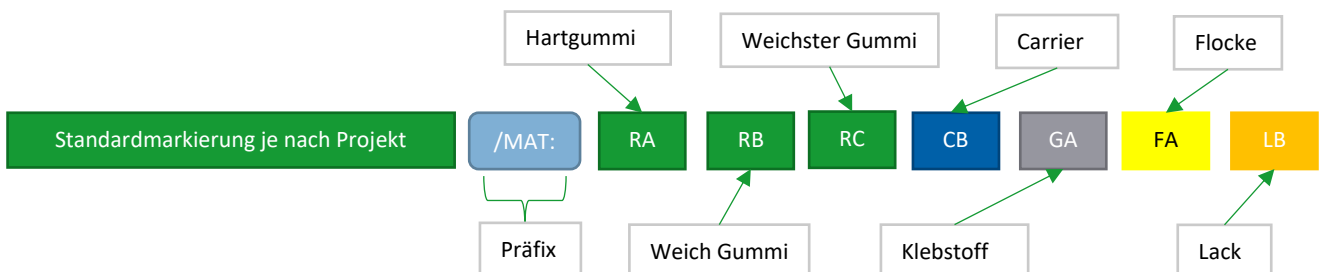 Hartgummi
Weichster Gummi
Carrier
Flocke
Standardmarkierung je nach Projekt
/MAT:
RA
RB
RC
CB
GA
FA
LB
Präfix
Weich Gummi
Klebstoff
Lack